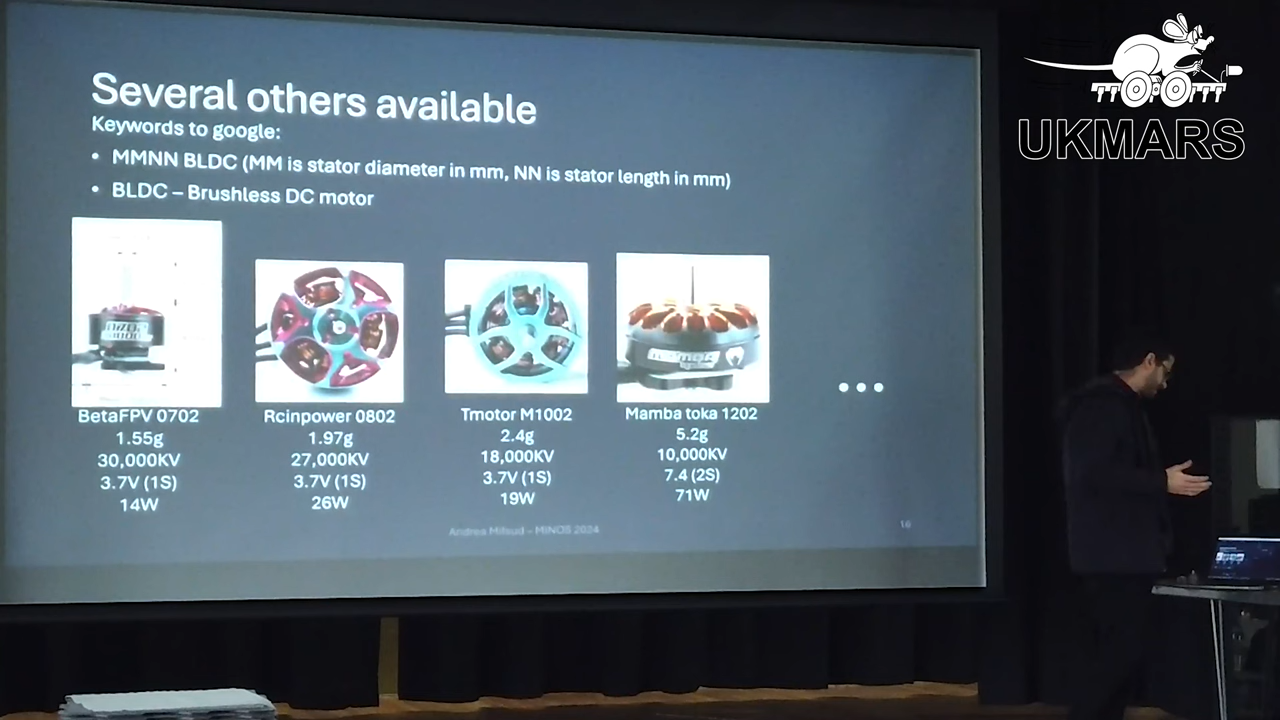 Several others available
Keywords to google:
• MMNN BLDC (MM is stator diameter in mm, NN is stator length in mm)
• BLDC – Brushless DC motor
BetaFPV 0702
1.55g
30,000KV
3.7V (1S)
14W
Rcinpower 0802
1.97g
27,000KV
3.7V (1S)
26W
Tmotor M1002
2.4g
18,000KV
3.7V (1S)
19W
Mamba toka 1202
5.2g
10,000KV
7.4 (2S)
71W
Andrea Mifsud – MINOS 2024
16
UKMARS